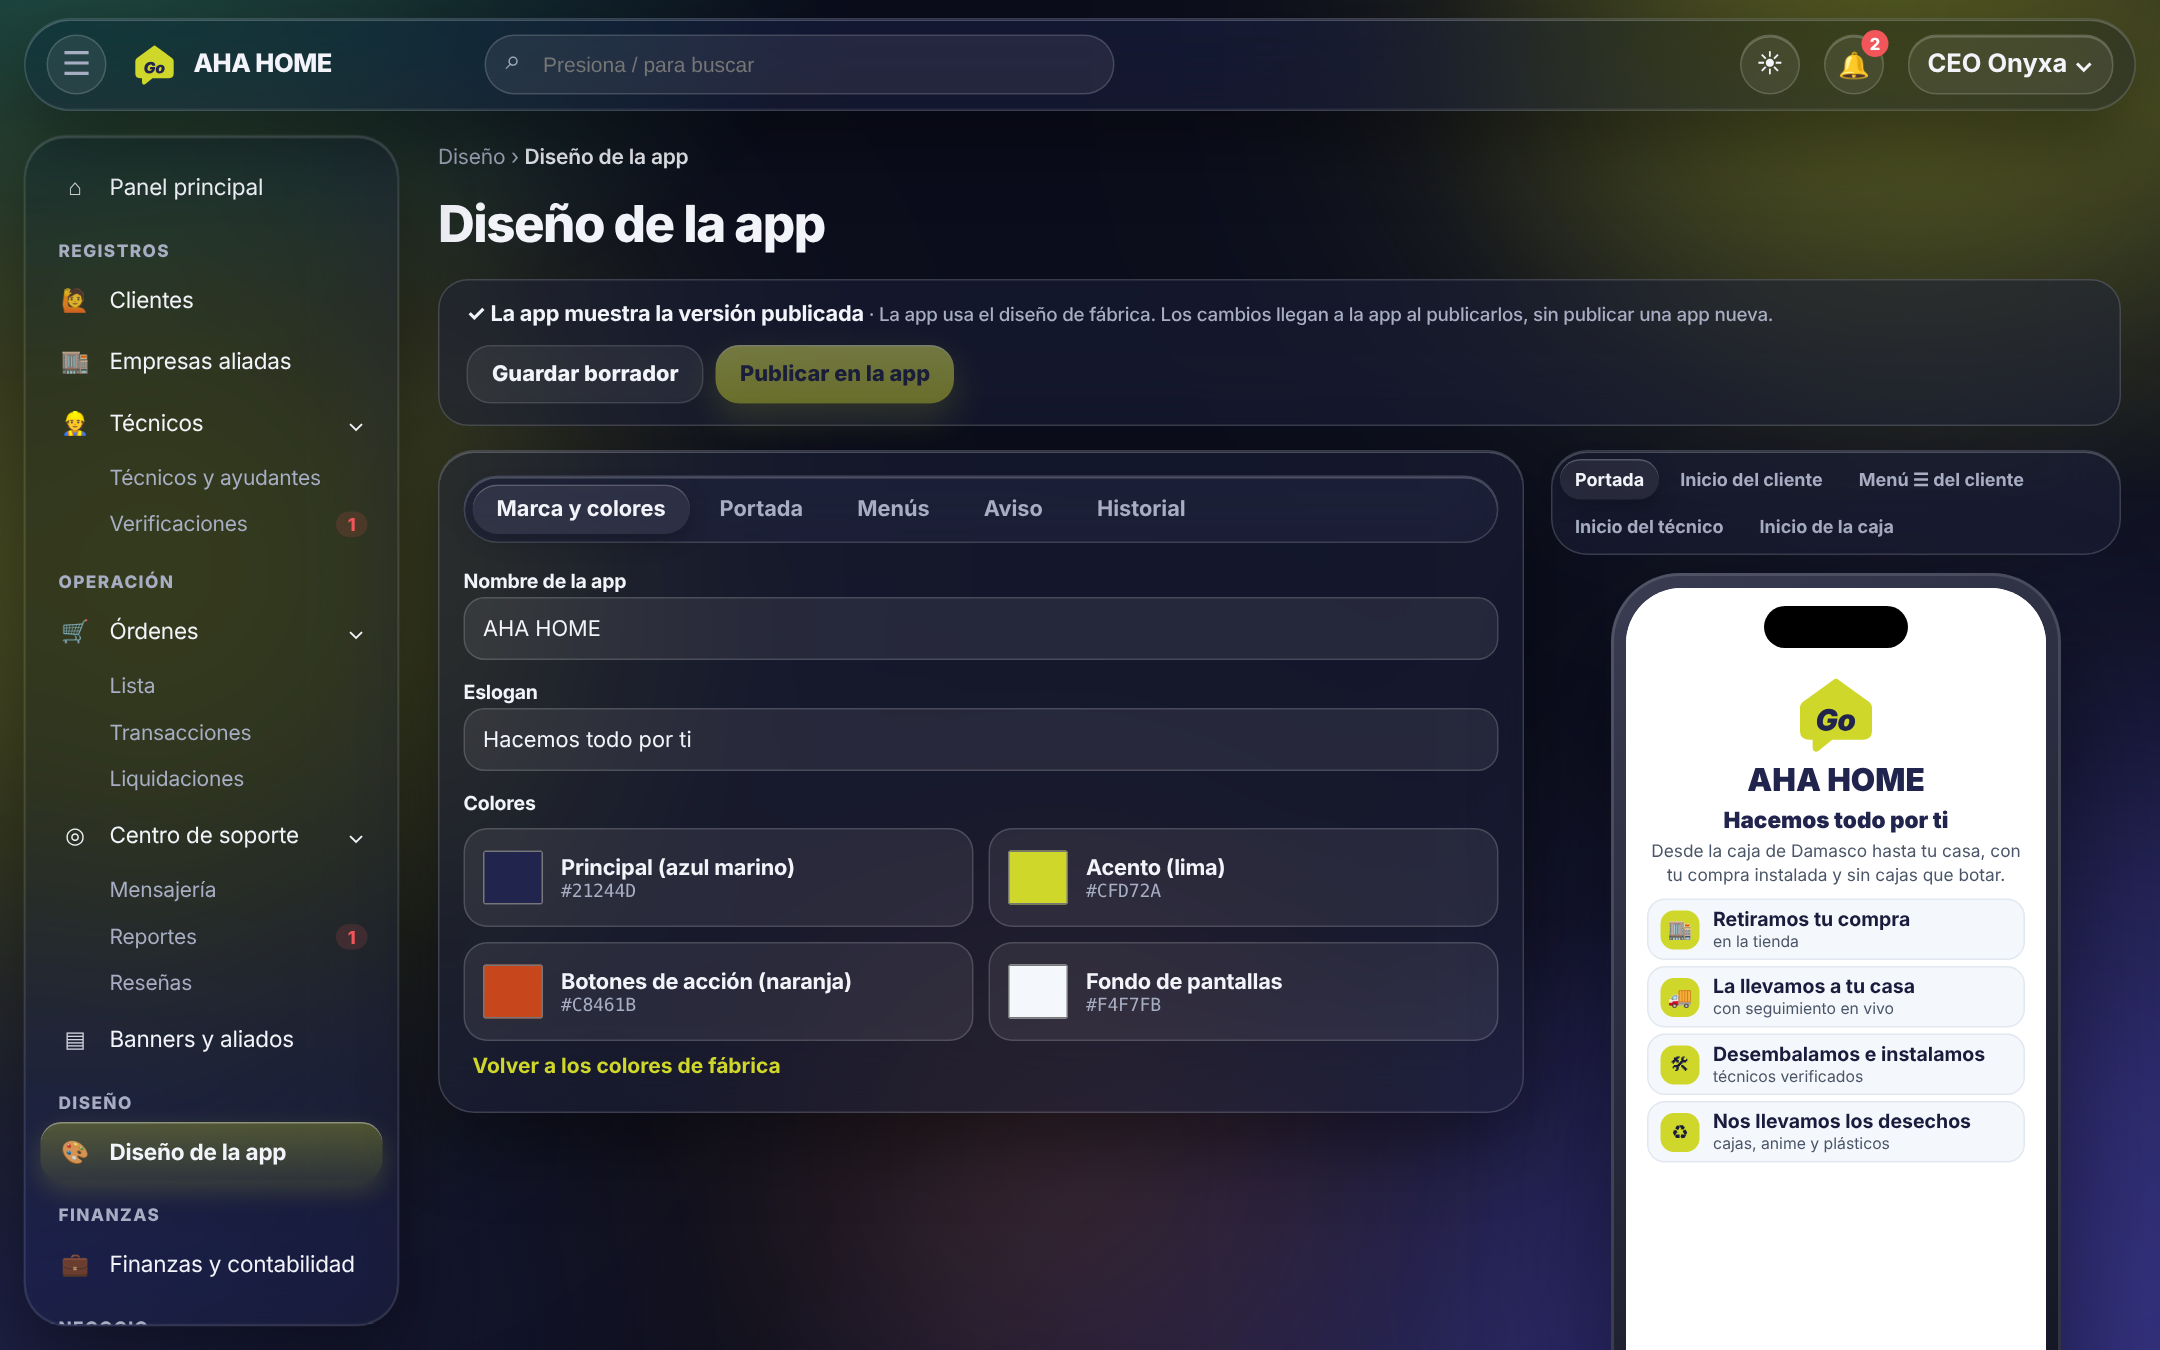 Go
AHA HOME
Presiona / para buscar
2
CEO Onyxa
Panel principal
REGISTROS
Clientes
Empresas aliadas
Técnicos
Técnicos y ayudantes
Verificaciones 1
OPERACIÓN
Órdenes
Lista
Transacciones
Liquidaciones
Centro de soporte
Mensajería
Reportes 1
Reseñas
Banners y aliados
DISEÑO
Diseño de la app
FINANZAS
Finanzas y contabilidad
NEGOCIO
Diseño › Diseño de la app
Diseño de la app
✓ La app muestra la versión publicada · La app usa el diseño de fábrica. Los cambios llegan a la app al publicarlos, sin publicar una app nueva.
Guardar borrador
Publicar en la app
Marca y colores
Portada
Menús
Aviso
Historial
Nombre de la app
AHA HOME
Eslogan
Hacemos todo por ti
Colores
Principal (azul marino)
#21244D
Acento (lima)
#CFD72A
Botones de acción (naranja)
#C8461B
Fondo de pantallas
#F4F7FB
Volver a los colores de fábrica
Portada
Inicio del cliente
Menú ☰ del cliente
Inicio del técnico
Inicio de la caja
Go
AHA HOME
Hacemos todo por ti
Desde la caja de Damasco hasta tu casa, con
tu compra instalada y sin cajas que botar.
Retiramos tu compra
en la tienda
La llevamos a tu casa
con seguimiento en vivo
Desembalamos e instalamos
técnicos verificados
Nos llevamos los desechos
cajas, anime y plásticos